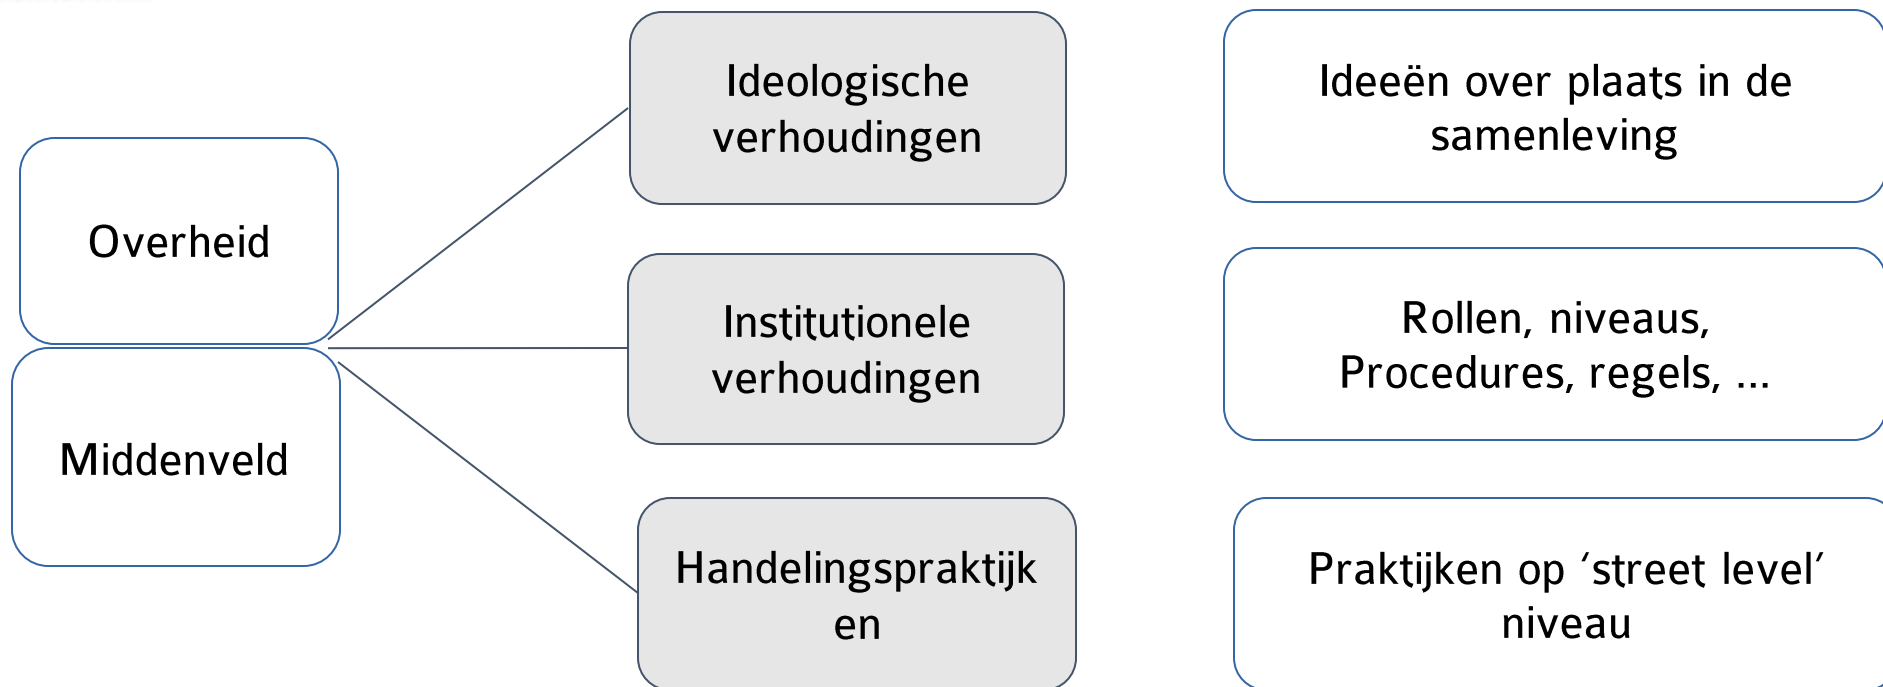 Overheid
Middenveld
Ideologische
verhoudingen
Ideeën over plaats in de
samenleving
Institutionele
verhoudingen
Rollen, niveaus,
Procedures, regels, ...
Handelingspraktijk
en
Praktijken op ‘street level’
niveau